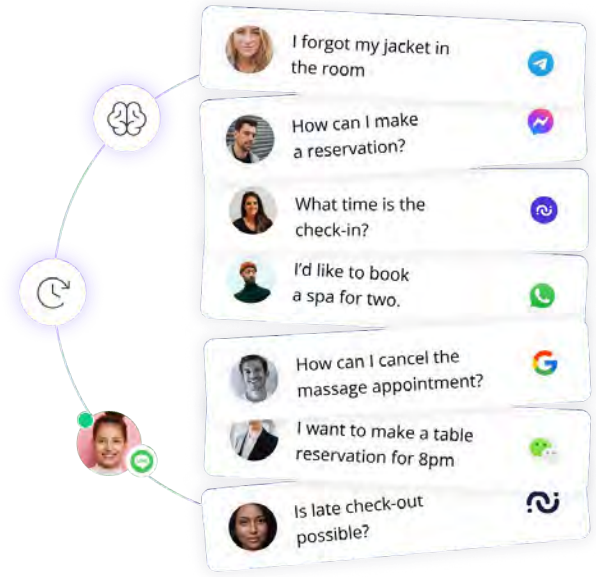 I forgot my jacket in
the room
How can I make
a reservation?
What time is the
check-in?
I'd like to book
a spa for two.
How can I cancel the
massage appointment?
I want to make a table
reservation for 8pm
Is late check-out
possible?